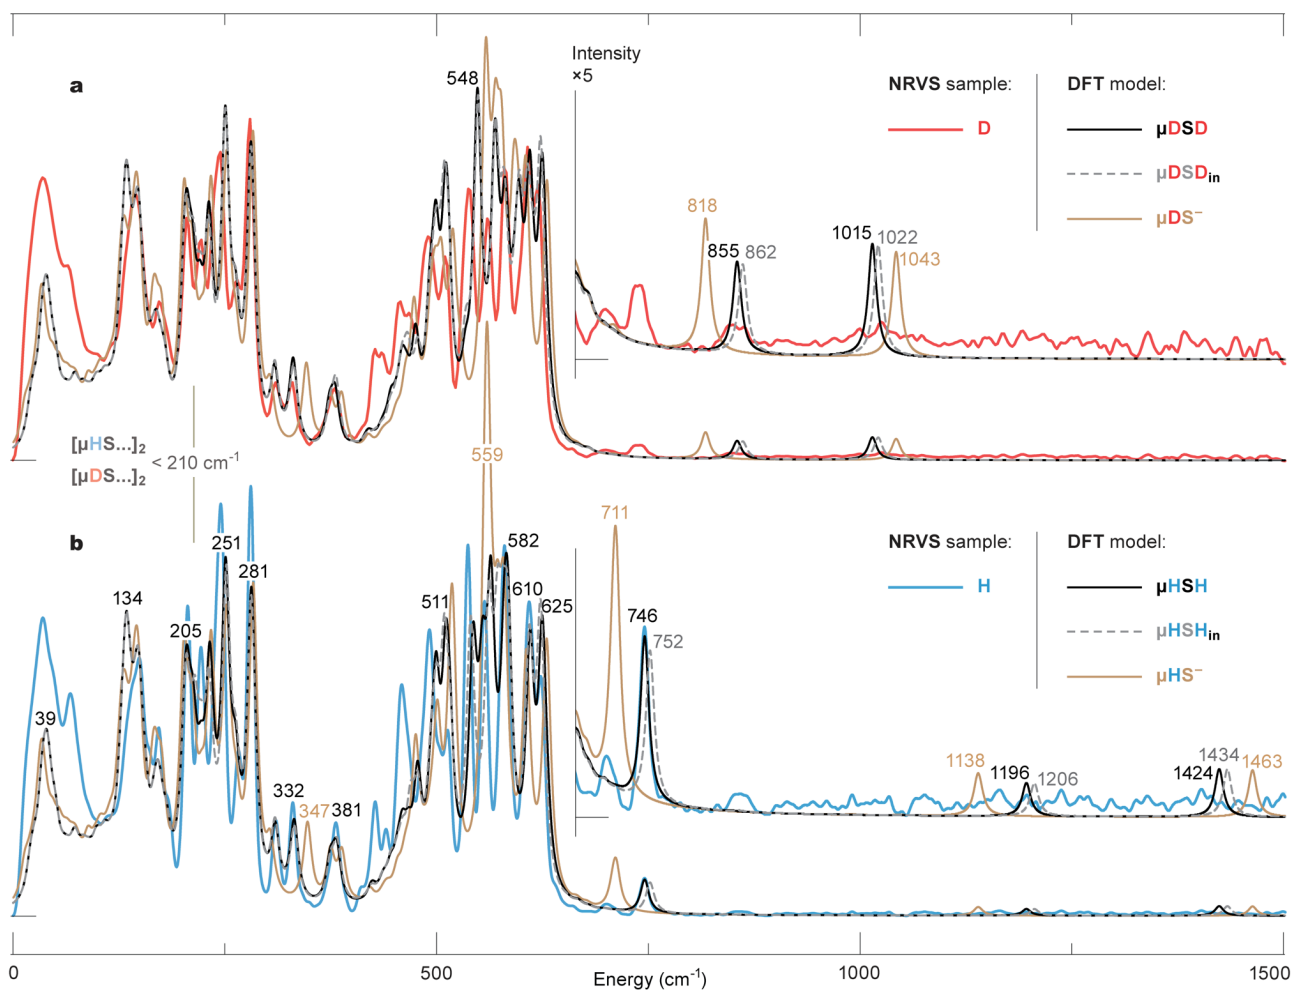 Intensity
×5
a
548
NRVS sample:
D
DFT model:
µDSD
µDSDin
µDS−
818
855
862
1015
1022
1043
[µHS...]2
[µDS...]2
< 210 cm-1
559
b
39
134
205
251
281
332
347
381
511
582
610
625
711
746
752
1138
1196
1206
1424
1434
1463
NRVS sample:
H
DFT model:
µHSH
µHSHin
µHS−
0
500
1000
1500
Energy (cm-1)